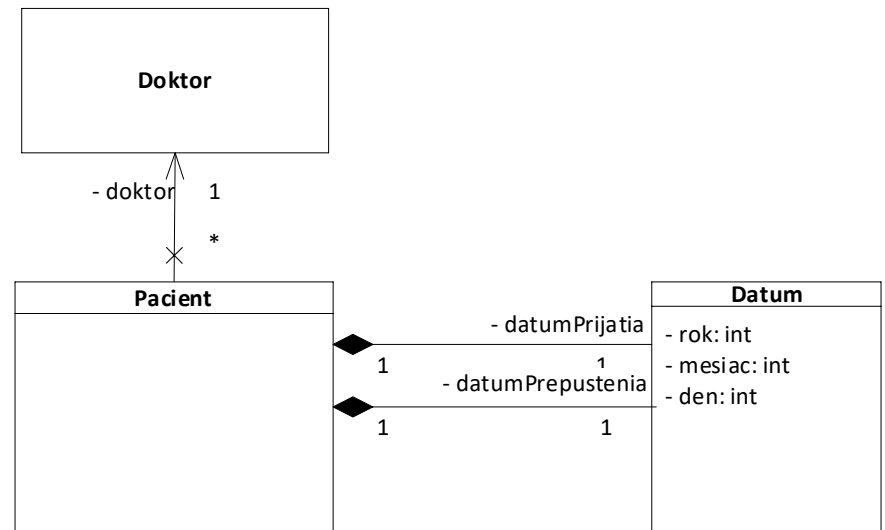 Doktor
- doktor 1
*
Pacient
Datum
- datumPrijatia
- rok: int
1 1
- mesiac: int
- datumPrepustenia
- den: int
1 1